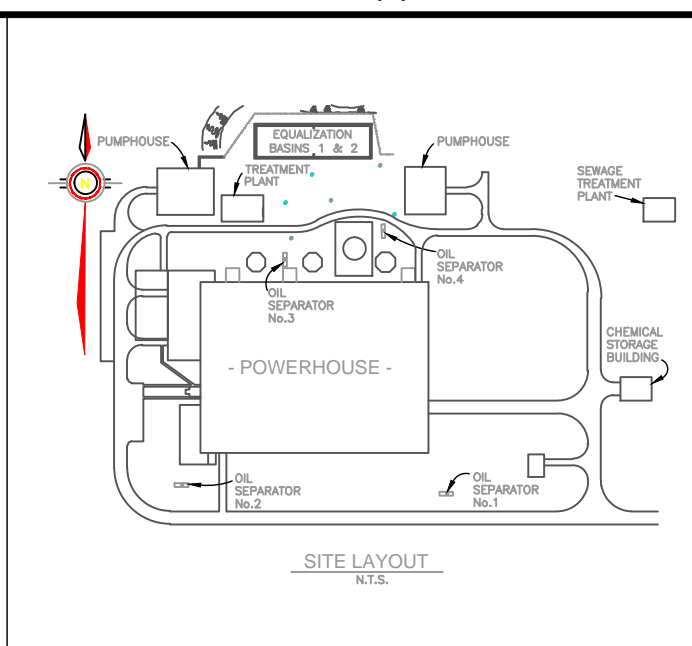 EQUALIZATION
BASINS 1 & 2
PUMPHOUSE
PUMPHOUSE
TREATMENT
PLANT
SEWAGE
TREATMENT
PLANT
N
OIL
SEPARATOR
No.4
OIL
SEPARATOR
No.3
CHEMICAL
STORAGE
BUILDING
- POWERHOUSE -
OIL
SEPARATOR
No.2
OIL
SEPARATOR
No.1
SITE LAYOUT
N.T.S.